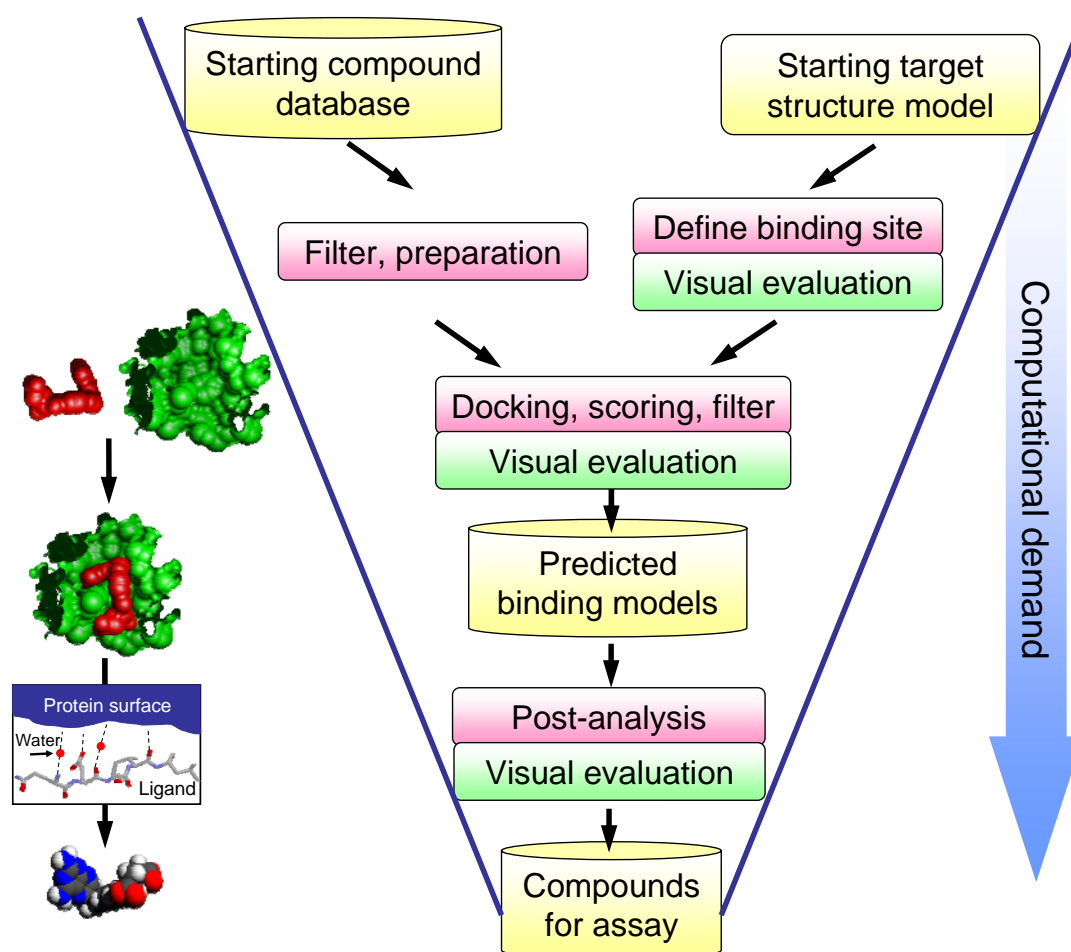 Starting compound
database
Starting target
structure model
Filter, preparation
Define binding site
Visual evaluation
Docking, scoring, filter
Visual evaluation
Predicted
binding models
Post-analysis
Visual evaluation
Compounds
for assay
Computational demand
Protein surface
Water
Ligand